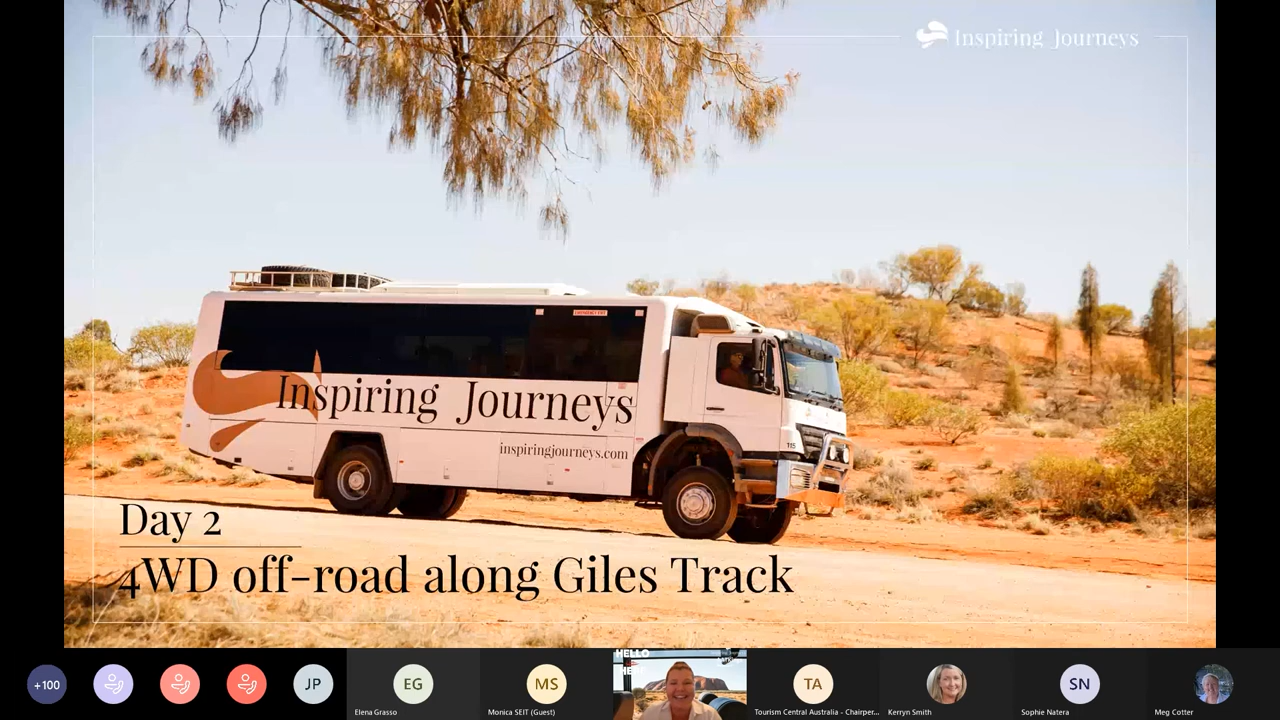 Inspiring Journeys
EMERGENCY EXIT
Inspiring Journeys
inspiringjourneys.com
115
Day 2
4WD off-road along Giles Track
HELLO
+100
JP
EG
MS
TA
SN
Elena Grasso
Monica SEIT (Guest)
Tourism Central Australia - Chairper...
Kerryn Smith
Sophie Natera
Meg Cotter